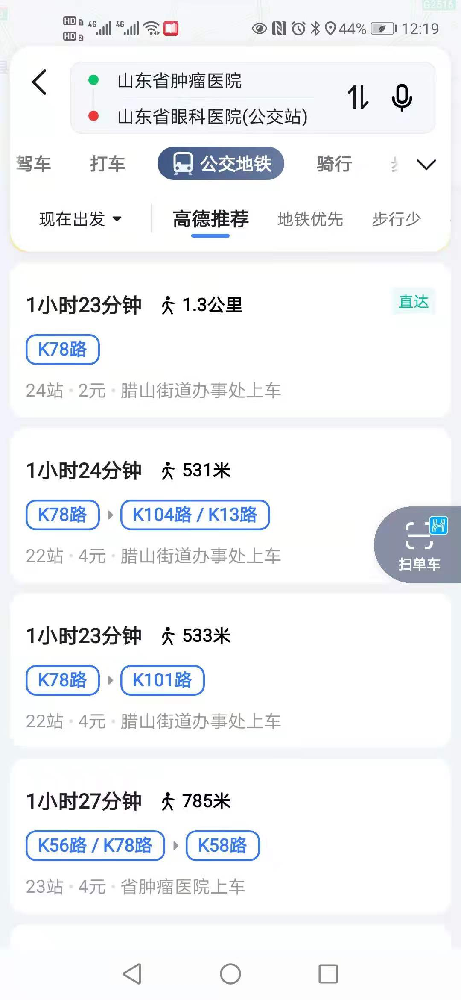 G2516
HD 1 4G 4G 44% 12:19
HD 2
山东省肿瘤医院
山东省眼科医院(公交站)
驾车 打车 公交地铁 骑行
现在出发 高德推荐 地铁优先 步行少
1小时23分钟 1.3公里 直达
K78路
24站·2元·腊山街道办事处上车
1小时24分钟 531米
K78路 K104路 / K13路
22站·4元·腊山街道办事处上车
扫单车
1小时23分钟 533米
K78路 K101路
22站·4元·腊山街道办事处上车
1小时27分钟 785米
K56路 / K78路 K58路
23站·4元·省肿瘤医院上车